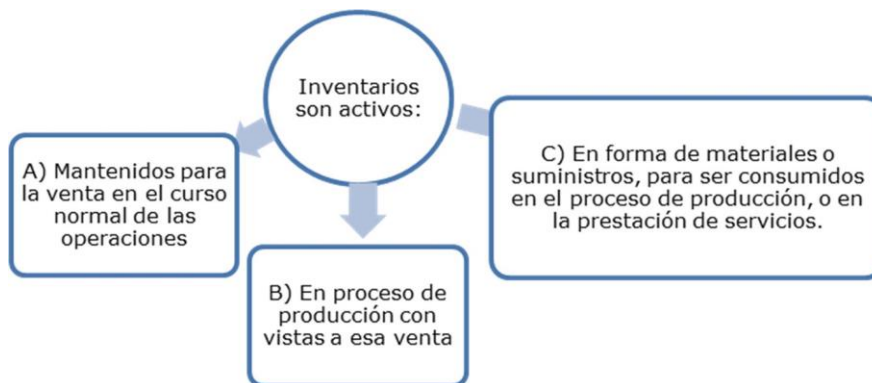 Inventarios
son activos:
A) Mantenidos para
la venta en el curso
normal de las
operaciones
B) En proceso de
producción con
vistas a esa venta
C) En forma de materiales o
suministros, para ser consumidos
en el proceso de producción, o en
la prestación de servicios.